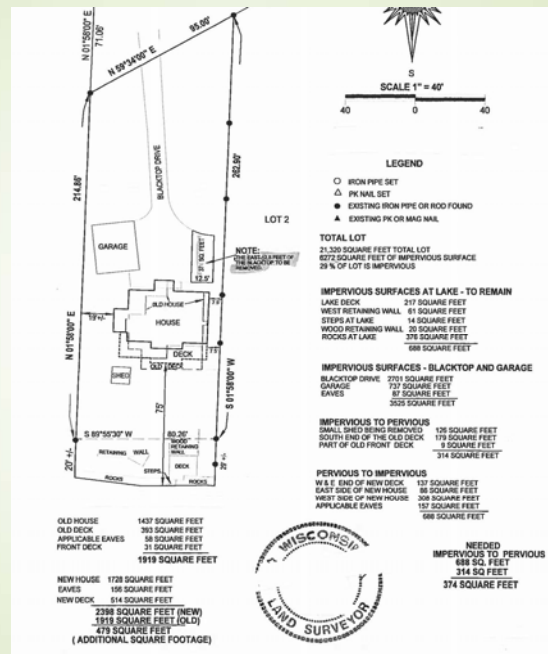 N 01°58'00" E
71.06'
N 59°34'00" E
95.00'
S
SCALE 1" = 40'
40 0 40
BLACKTOP DRIVE
214.86'
262.90'
LEGEND
IRON PIPE SET
PK NAIL SET
EXISTING IRON PIPE OR ROD FOUND
EXISTING PK OR MAG NAIL
LOT 2
GARAGE
SQ. FEET
12.5'
NOTE:
THE EAST FEET OF
THE BLACKTOP TO BE
REMOVED.
TOTAL LOT
21,320 SQUARE FEET TOTAL LOT
6272 SQUARE FEET OF IMPERVIOUS SURFACE
29 % OF LOT IS IMPERVIOUS
OLD HOUSE
HOUSE
DECK
OLD DECK
SHED
N 01°58'00" E
S 01°58'00" W
75'
IMPERVIOUS SURFACES AT LAKE - TO REMAIN
LAKE DECK 217 SQUARE FEET
WEST RETAINING WALL 61 SQUARE FEET
STEPS AT LAKE 14 SQUARE FEET
WOOD RETAINING WALL 20 SQUARE FEET
ROCKS AT LAKE 376 SQUARE FEET
688 SQUARE FEET
IMPERVIOUS SURFACES - BLACKTOP AND GARAGE
BLACKTOP DRIVE 2701 SQUARE FEET
GARAGE 737 SQUARE FEET
EAVES 87 SQUARE FEET
3525 SQUARE FEET
S 89°55'30" W 80.26'
20' +/-
RETAINING WALL
WOOD
RETAINING
WALL
STEPS
DECK
ROCKS
ROCKS
IMPERVIOUS TO PERVIOUS
SMALL SHED BEING REMOVED 126 SQUARE FEET
SOUTH END OF THE OLD DECK 179 SQUARE FEET
PART OF OLD FRONT DECK 9 SQUARE FEET
314 SQUARE FEET
PERVIOUS TO IMPERVIOUS
W & E END OF NEW DECK 137 SQUARE FEET
EAST SIDE OF NEW HOUSE 86 SQUARE FEET
WEST SIDE OF NEW HOUSE 308 SQUARE FEET
APPLICABLE EAVES 157 SQUARE FEET
688 SQUARE FEET
OLD HOUSE 1437 SQUARE FEET
OLD DECK 393 SQUARE FEET
APPLICABLE EAVES 58 SQUARE FEET
FRONT DECK 31 SQUARE FEET
1919 SQUARE FEET
NEW HOUSE 1728 SQUARE FEET
EAVES 156 SQUARE FEET
NEW DECK 514 SQUARE FEET
2398 SQUARE FEET (NEW)
1919 SQUARE FEET (OLD)
479 SQUARE FEET
( ADDITIONAL SQUARE FOOTAGE)
WISCONSIN
LAND SURVEYOR
NEEDED
IMPERVIOUS TO PERVIOUS
688 SQ. FEET
314 SQ FEET
374 SQUARE FEET